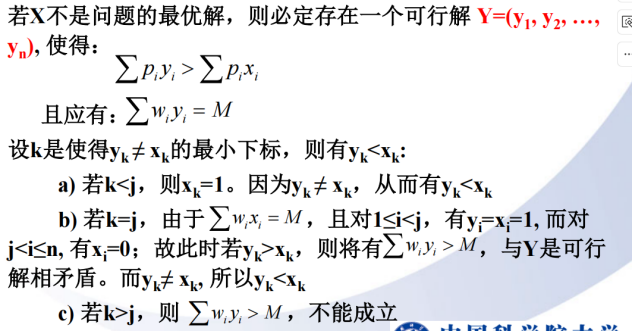 若X不是问题的最优解，则必定存在一个可行解 Y=(y₁, y₂, …,
yₙ), 使得：
∑pᵢyᵢ > ∑pᵢxᵢ
且应有：∑wᵢyᵢ = M
设k是使得yₖ≠ xₖ的最小下标，则有yₖ<xₖ:
a) 若k<j，则xₖ=1。因为yₖ≠ xₖ，从而有yₖ<xₖ
b) 若k=j，由于∑wᵢxᵢ = M，且对1≤i<j，有yᵢ=xᵢ=1, 而对
j<i≤n, 有xᵢ=0；故此时若yₖ>xₖ，则将有∑wᵢyᵢ > M，与Y是可行
解相矛盾。而yₖ≠ xₖ, 所以yₖ<xₖ
c) 若k>j，则 ∑wᵢyᵢ > M，不能成立